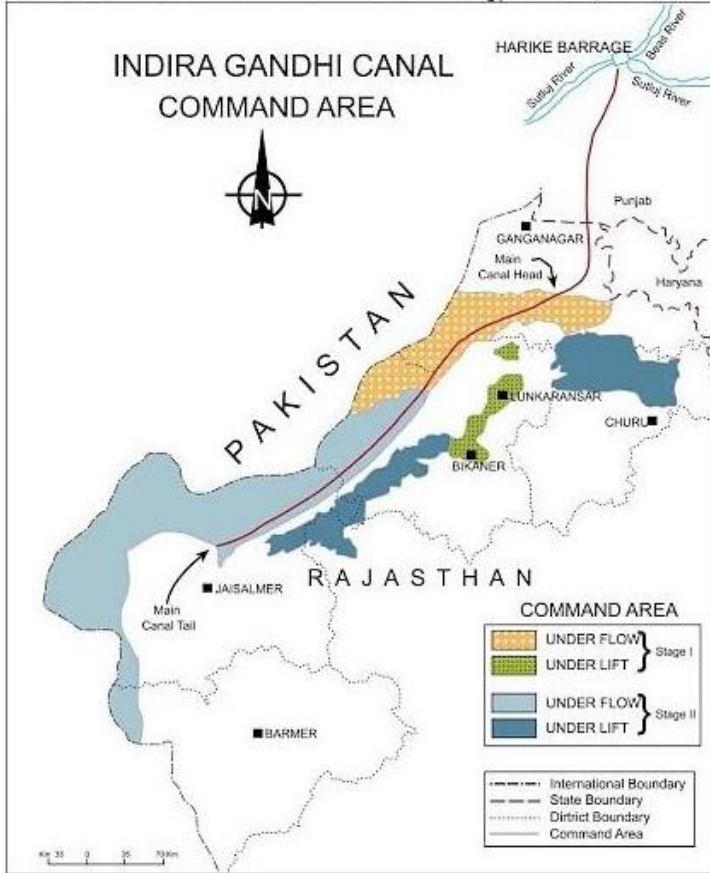 HARIKE BARRAGE
Beas River
Sutluj River
Sutluj River
INDIRA GANDHI CANAL
COMMAND AREA
N
Punjab
GANGANAGAR
Main
Canal Head
Haryana
PAKISTAN
LUNKARANSAR
CHURU
BIKANER
RAJASTHAN
JAISALMER
Main
Canal Tail
BARMER
COMMAND AREA
UNDER FLOW
UNDER LIFT
Stage I
UNDER FLOW
UNDER LIFT
Stage II
International Boundary
State Boundary
Dirtrict Boundary
Command Area
Km 35 0 35 70 Km